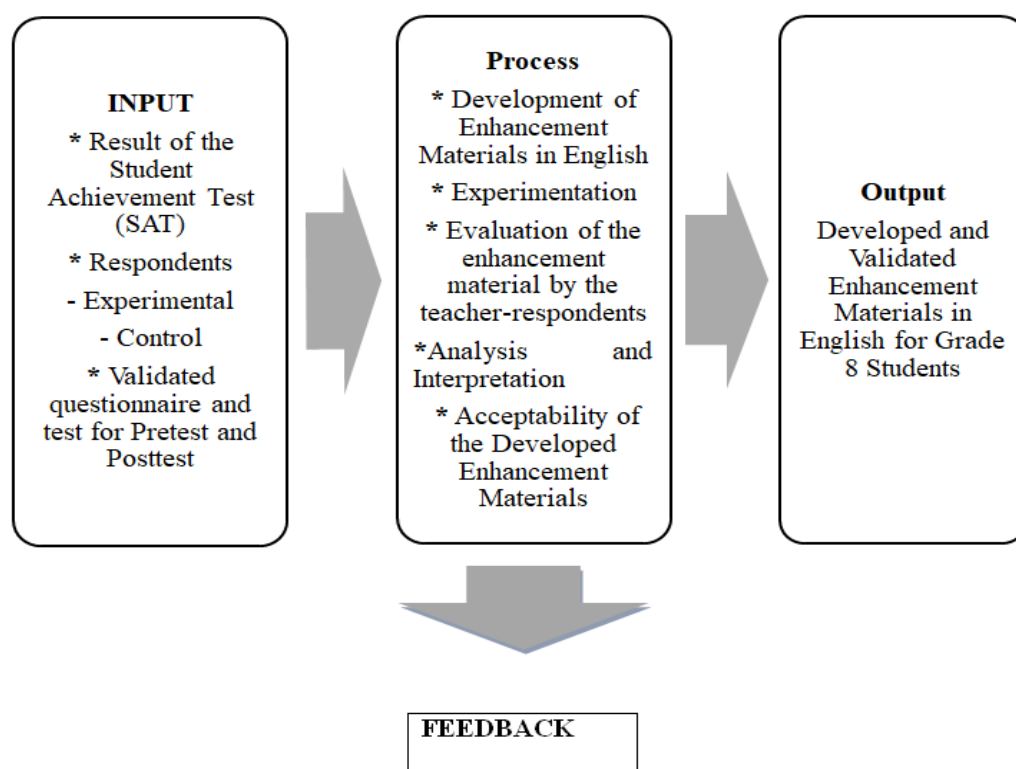 INPUT
* Result of the
Student
Achievement Test
(SAT)
* Respondents
- Experimental
- Control
* Validated
questionnaire and
test for Pretest and
Posttest
Process
* Development of
Enhancement
Materials in English
* Experimentation
* Evaluation of the
enhancement
material by the
teacher-respondents
*Analysis and
Interpretation
* Acceptability of
the Developed
Enhancement
Materials
Output
Developed and
Validated
Enhancement
Materials in
English for Grade
8 Students
FEEDBACK